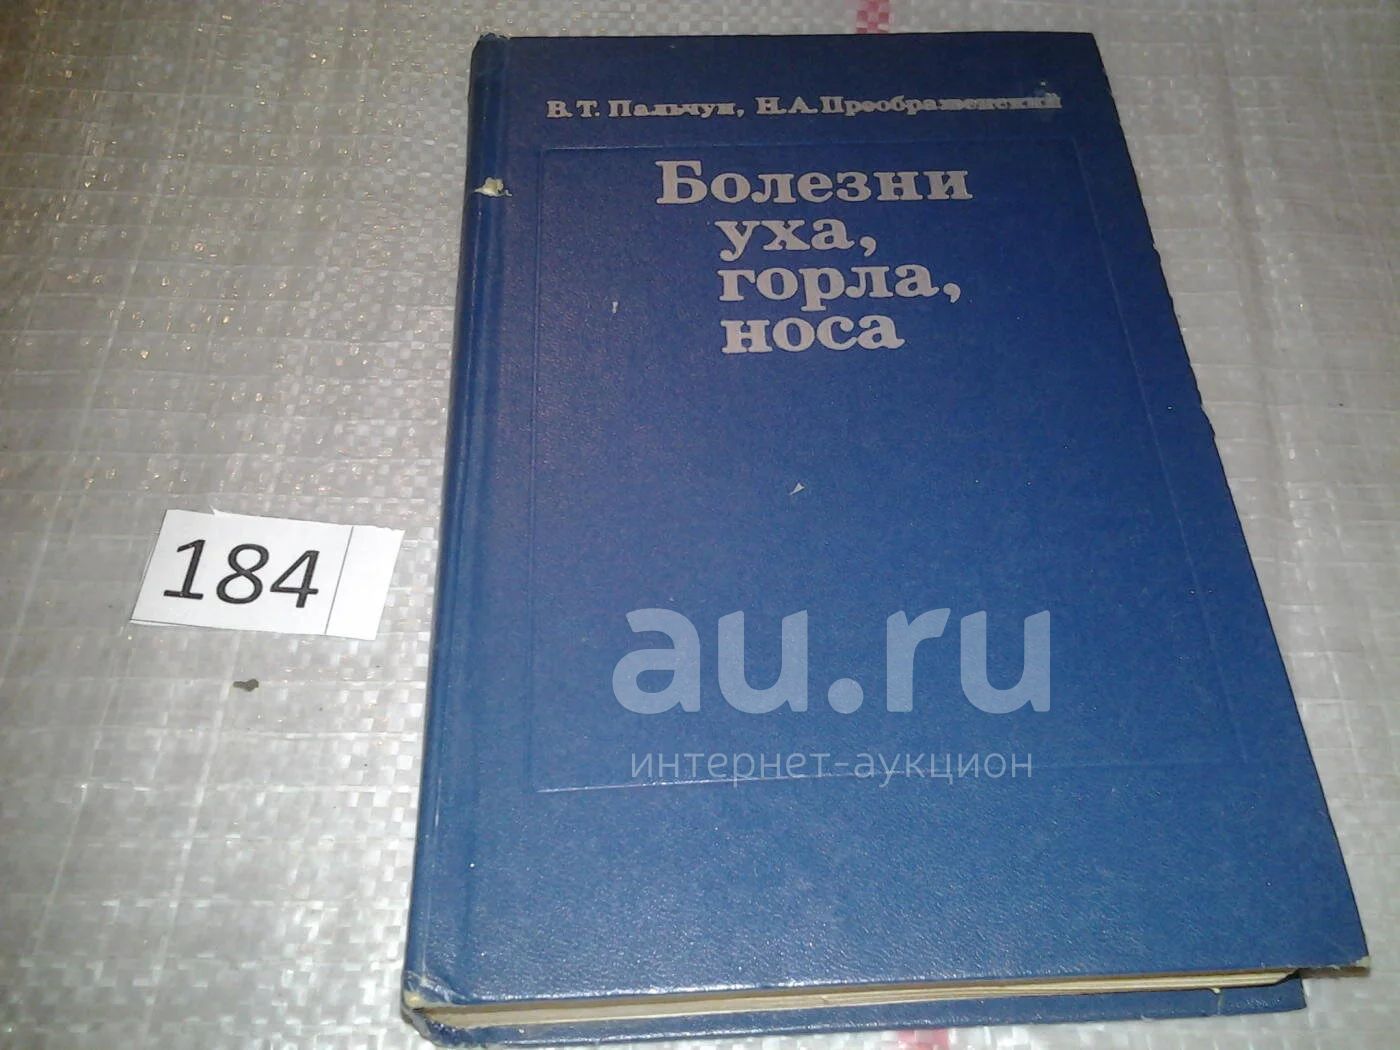 В.Т. Пальчун, Н.А. Преображенский
Болезни
уха,
горла,
носа
184
au.ru
интернет-аукцион